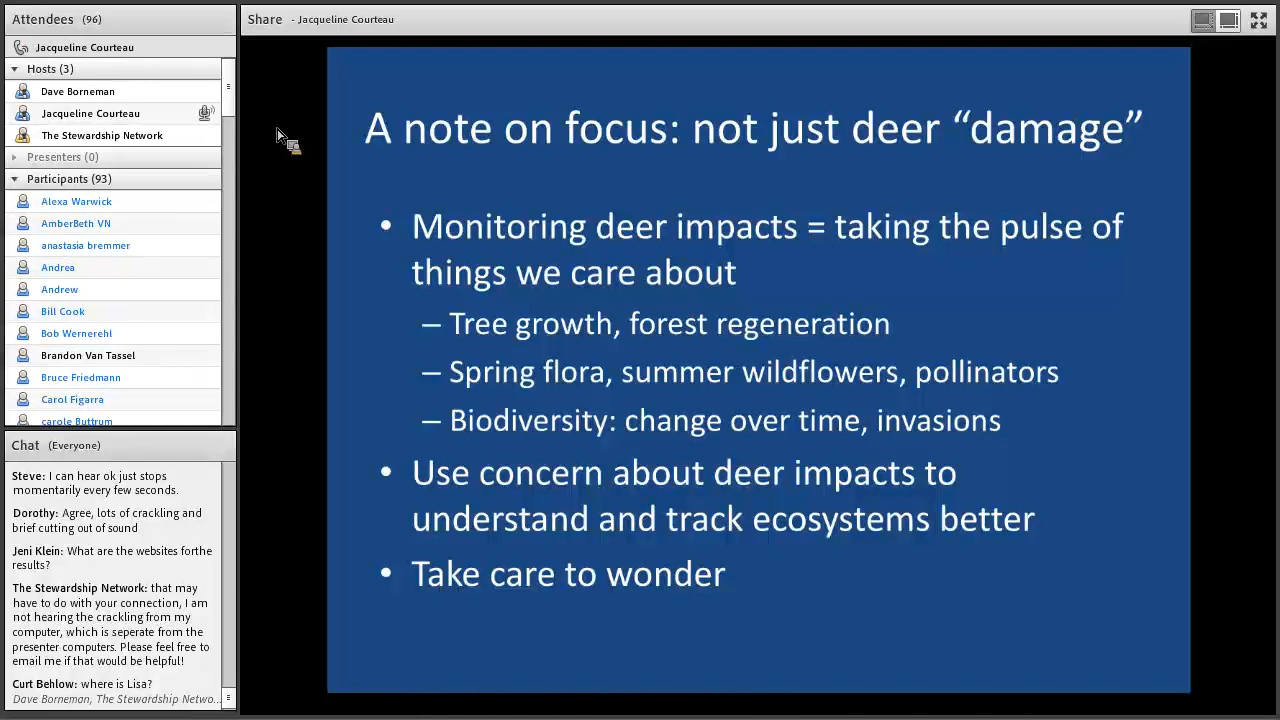 Attendees (96)
Jacqueline Courteau
Hosts (3)
Dave Borneman
Jacqueline Courteau
The Stewardship Network
Presenters (0)
Participants (93)
Alexa Warwick
AmberBeth VN
anastasia bremmer
Andrea
Andrew
Bill Cook
Bob Wernerehl
Brandon Van Tassel
Bruce Friedmann
Carol Figarra
carole Buttrum
Chat (Everyone)
Steve: I can hear ok just stops
momentarily every few seconds.
Dorothy: Agree, lots of crackling and
brief cutting out of sound
Jeni Klein: What are the websites forthe
results?
The Stewardship Network: that may
have to do with your connection, I am
not hearing the crackling from my
computer, which is seperate from the
presenter computers. Please feel free to
email me if that would be helpful!
Curt Behlow: where is Lisa?
Dave Borneman, The Stewardship Netwo...
Share - Jacqueline Courteau
A note on focus: not just deer “damage”
• Monitoring deer impacts = taking the pulse of
things we care about
– Tree growth, forest regeneration
– Spring flora, summer wildflowers, pollinators
– Biodiversity: change over time, invasions
• Use concern about deer impacts to
understand and track ecosystems better
• Take care to wonder